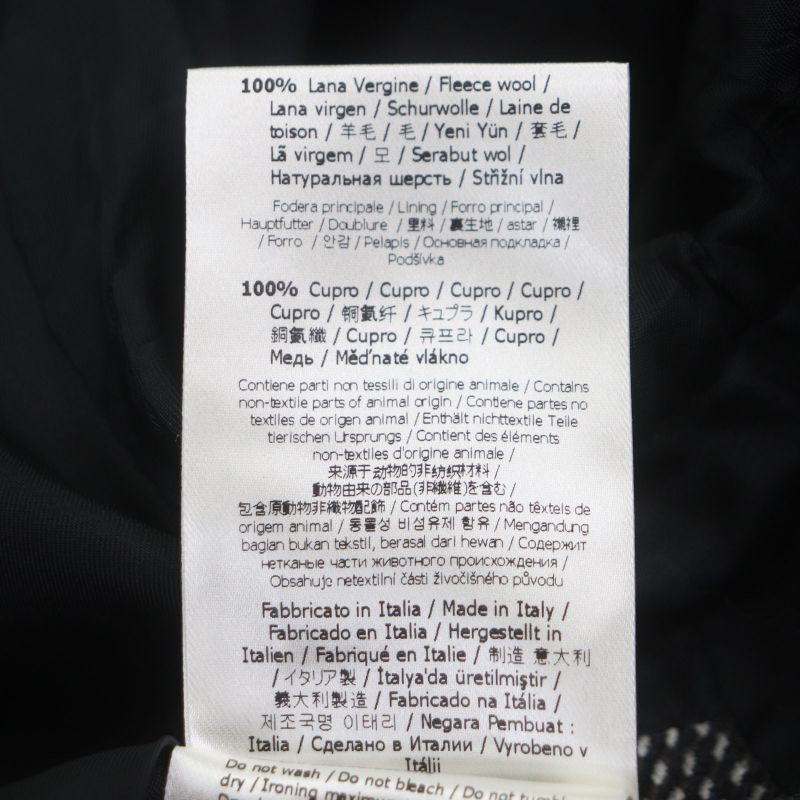 100% Lana Vergine / Fleece wool /
Lana virgen / Schurwolle / Laine de
toison / 羊毛 / 毛 / Yeni Yün / 套毛 /
Lã virgem / 모 / Serabut wol /
Натуральная шерсть / Střžní vlna
Fodera principale / Lining / Forro principal /
Hauptfutter / Doublure / 里料 / 裏生地 / astar / 襯裡
/ Forro / 안감 / Pelapis / Основная подкладка /
Podšívka
100% Cupro / Cupro / Cupro / Cupro /
Cupro / 铜氨纤 / キュプラ / Kupro /
銅氨纖 / Cupro / 큐프라 / Cupro /
Медь / Měďnaté vlákno
Contiene parti non tessili di origine animale / Contains
non-textile parts of animal origin / Contiene partes no
textiles de origen animal / Enthält nichttextile Teile
tierischen Ursprungs / Contient des éléments
non-textiles d'origine animale /
来源于动物的非纺织材料 /
動物由来の部品(非繊維)を含む /
包含原動物非纖物配飾 / Contém partes não têxteis de
origem animal / 동물성 비섬유제 함유 / Mengandung
bagian bukan tekstil, berasal dari hewan / Содержит
нетканые части животного происхождения /
Obsahuje netextilní části živočišného původu
Fabbricato in Italia / Made in Italy /
Fabricado en Italia / Hergestellt in
Italien / Fabriqué en Italie / 制造 意大利
/ イタリア製 / İtalya'da üretilmiştir /
義大利製造 / Fabricado na Itália /
제조국명 이태리 / Negara Pembuat :
Italia / Сделано в Италии / Vyrobeno v
Itálii
Do not wash / Do not bleach / Do not tumble
dry / Ironing maximum